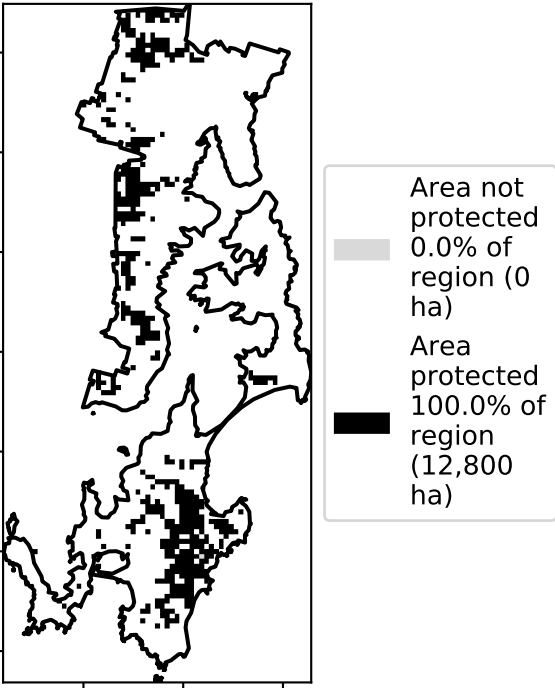 Area not
protected
0.0% of
region (0
ha)
Area
protected
100.0% of
region
(12,800
ha)